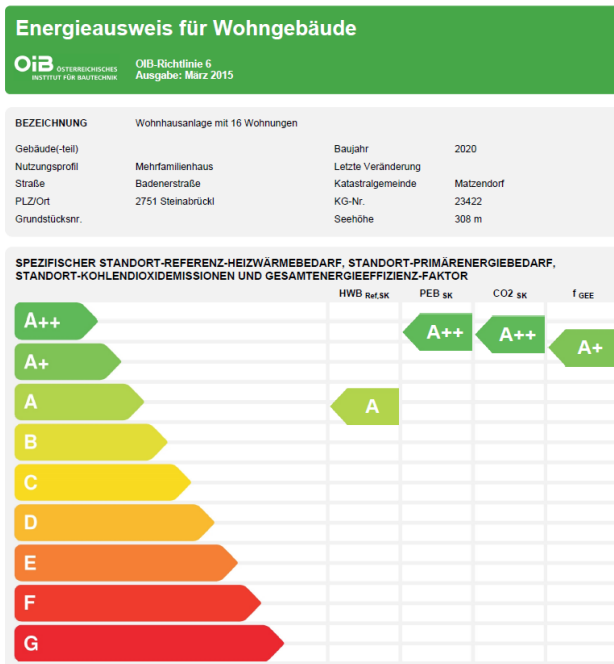 Energieausweis für Wohngebäude
OiB ÖSTERREICHISCHES
INSTITUT FÜR BAUTECHNIK
OIB-Richtlinie 6
Ausgabe: März 2015
BEZEICHNUNG Wohnhausanlage mit 16 Wohnungen
Gebäude(-teil) Baujahr 2020
Nutzungsprofil Mehrfamilienhaus Letzte Veränderung
Straße Badenerstraße Katastralgemeinde Matzendorf
PLZ/Ort 2751 Steinabrückl KG-Nr. 23422
Grundstücksnr. Seehöhe 308 m
SPEZIFISCHER STANDORT-REFERENZ-HEIZWÄRMEBEDARF, STANDORT-PRIMÄRENERGIEBEDARF,
STANDORT-KOHLENDIOXIDEMISSIONEN UND GESAMTENERGIEEFFIZIENZ-FAKTOR
HWB Ref,SK PEB SK CO2 SK f GEE
A++ A++ A++
A+ A+
A A
B
C
D
E
F
G